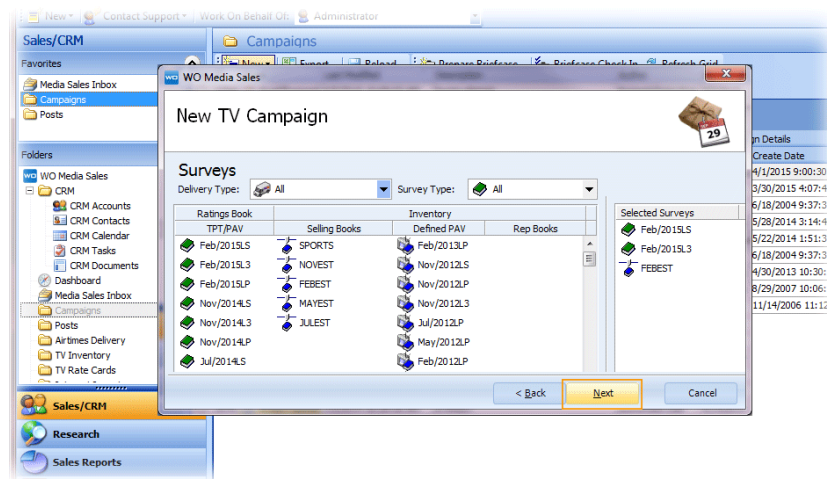 New Contact Support Work On Behalf Of: Administrator
Sales/CRM
Campaigns
Favorites
New Export Reload Prepare Briefcase Briefcase Check In Refresh Grid
Media Sales Inbox
Campaigns
Posts
Folders
WO Media Sales
CRM
CRM Accounts
CRM Contacts
CRM Calendar
CRM Tasks
CRM Documents
Dashboard
Media Sales Inbox
Campaigns
Posts
Airtimes Delivery
TV Inventory
TV Rate Cards
Sales/CRM
Research
Sales Reports
WO WO Media Sales
New TV Campaign
29
Surveys
Delivery Type: All Survey Type: All
Ratings Book Inventory Selected Surveys
TPT/PAV Selling Books Defined PAV Rep Books
Feb/2015LS SPORTS Feb/2013LP
Feb/2015L3 NOVEST Nov/2012LS
Feb/2015LP FEBEST Nov/2012LP
Nov/2014LS MAYEST Nov/2012L3
Nov/2014L3 JULEST Jul/2012LP
Nov/2014LP May/2012LP
Jul/2014LS Feb/2012LP
Feb/2015LS
Feb/2015L3
FEBEST
< Back Next Cancel
gn Details
Create Date
4/1/2015 9:00:30
3/30/2015 4:07:4
6/18/2004 9:37:3
5/28/2014 3:14:4
5/22/2014 1:51:3
6/18/2004 9:37:3
4/30/2013 10:30:
8/29/2007 10:06:
11/14/2006 11:12